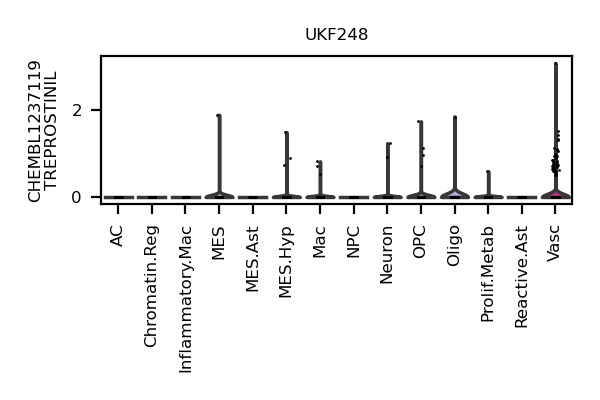 UKF248
CHEMBL1237119
TREPROSTINIL
2
0
AC
Chromatin.Reg
Inflammatory.Mac
MES
MES.Ast
MES.Hyp
Mac
NPC
Neuron
OPC
Oligo
Prolif.Metab
Reactive.Ast
Vasc